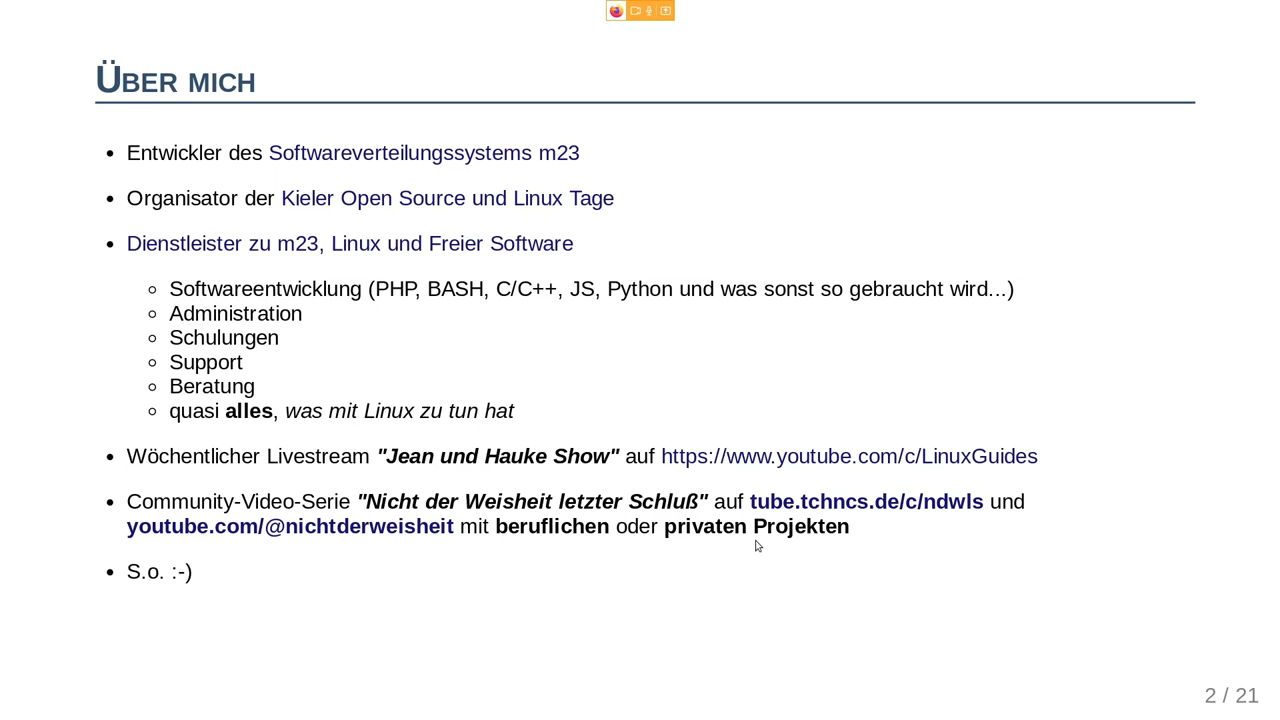 Über mich
• Entwickler des Softwareverteilungssystems m23
• Organisator der Kieler Open Source und Linux Tage
• Dienstleister zu m23, Linux und Freier Software
◦ Softwareentwicklung (PHP, BASH, C/C++, JS, Python und was sonst so gebraucht wird...)
◦ Administration
◦ Schulungen
◦ Support
◦ Beratung
◦ quasi alles, was mit Linux zu tun hat
• Wöchentlicher Livestream "Jean und Hauke Show" auf https://www.youtube.com/c/LinuxGuides
• Community-Video-Serie "Nicht der Weisheit letzter Schluß" auf tube.tchncs.de/c/ndwls und
youtube.com/@nichtderweisheit mit beruflichen oder privaten Projekten
• S.o. :-)
2 / 21